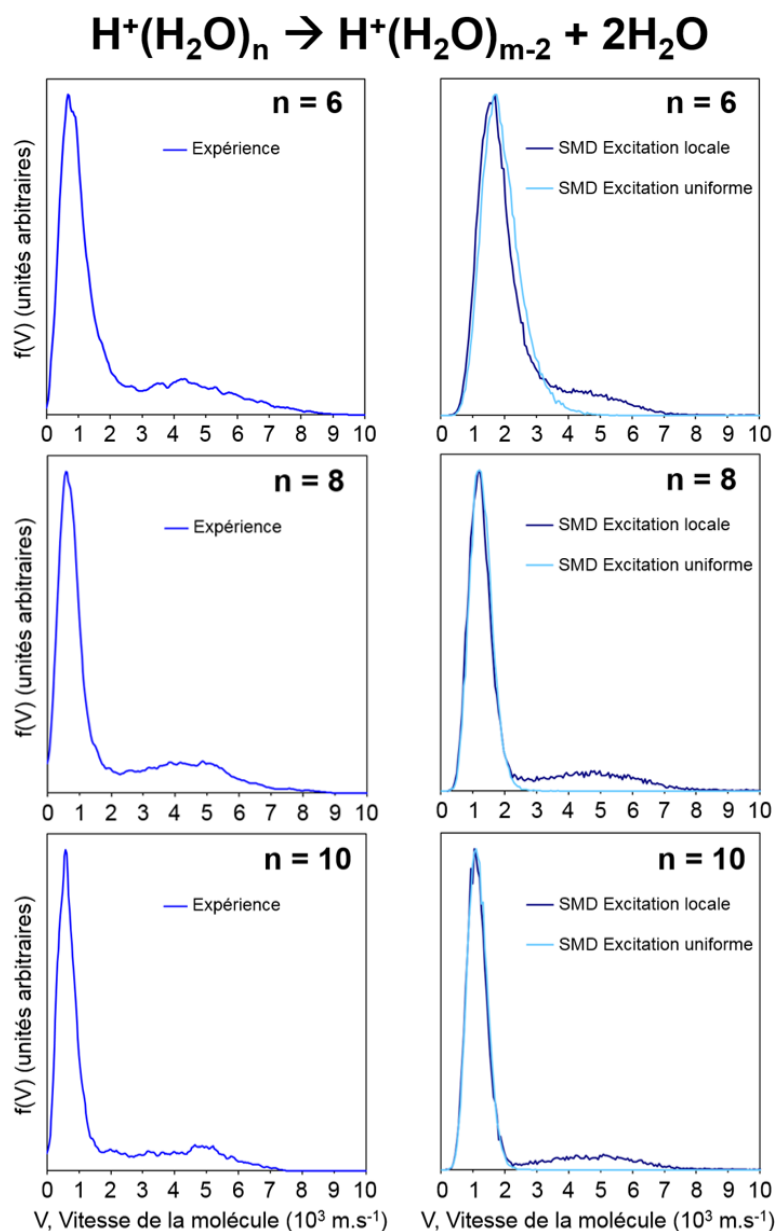 H⁺(H₂O)ₙ → H⁺(H₂O)ₘ₋₂ + 2H₂O
n = 6
Expérience
f(V) (unités arbitraires)
0 1 2 3 4 5 6 7 8 9 10
n = 6
SMD Excitation locale
SMD Excitation uniforme
0 1 2 3 4 5 6 7 8 9 10
n = 8
Expérience
f(V) (unités arbitraires)
0 1 2 3 4 5 6 7 8 9 10
n = 8
SMD Excitation locale
SMD Excitation uniforme
0 1 2 3 4 5 6 7 8 9 10
n = 10
Expérience
f(V) (unités arbitraires)
0 1 2 3 4 5 6 7 8 9 10
V, Vitesse de la molécule (10³ m.s⁻¹)
n = 10
SMD Excitation locale
SMD Excitation uniforme
0 1 2 3 4 5 6 7 8 9 10
V, Vitesse de la molécule (10³ m.s⁻¹)